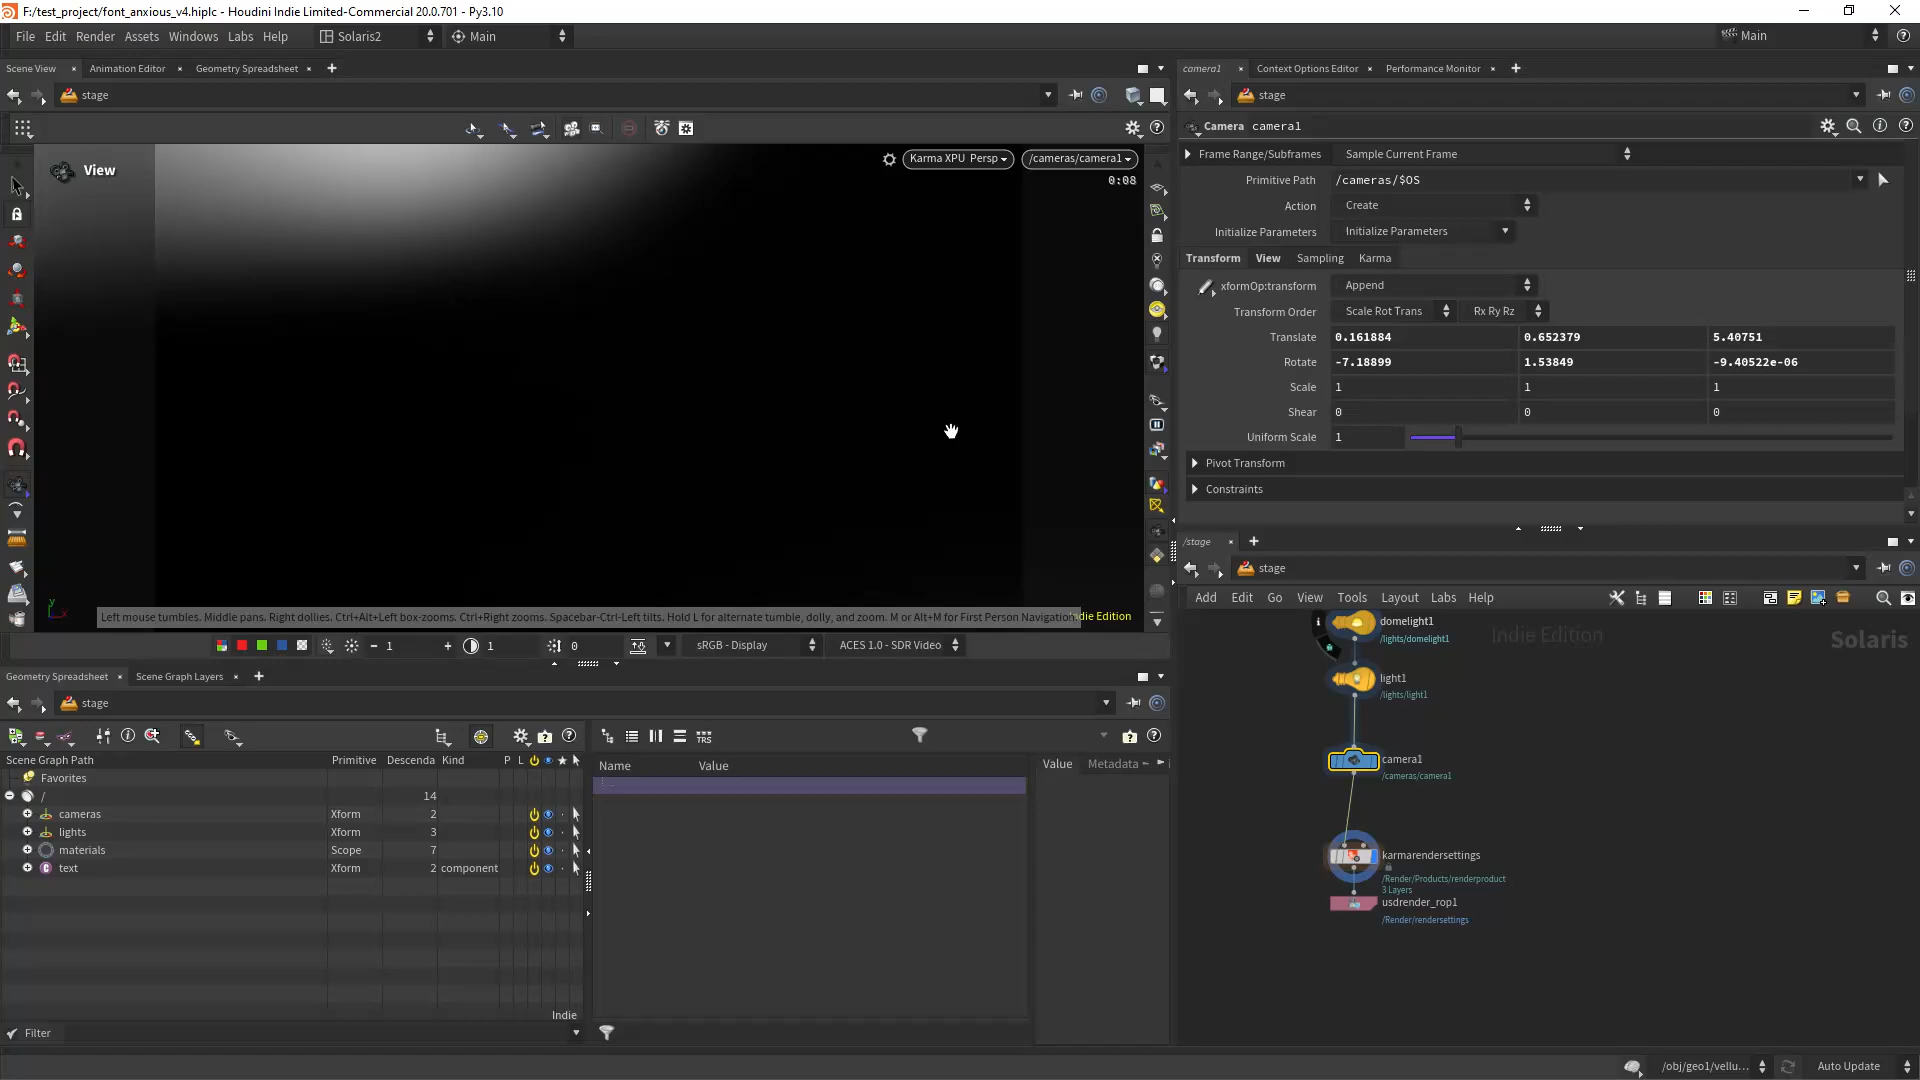 F:/test_project/font_anxious_v4.hiplc - Houdini Indie Limited-Commercial 20.0.701 - Py3.10
File Edit Render Assets Windows Labs Help Solaris2 Main Main
Scene View Animation Editor Geometry Spreadsheet
stage
View
Karma XPU Persp /cameras/camera1
0:08
Left mouse tumbles. Middle pans. Right dollies. Ctrl+Alt+Left box-zooms. Ctrl+Right zooms. Spacebar-Ctrl-Left tilts. Hold L for alternate tumble, dolly, and zoom. M or Alt+M for First Person Navigation.
die Edition
1 1 0 sRGB - Display ACES 1.0 - SDR Video
camera1 Context Options Editor Performance Monitor
stage
Camera camera1
Frame Range/Subframes Sample Current Frame
Primitive Path /cameras/$OS
Action Create
Initialize Parameters Initialize Parameters
Transform View Sampling Karma
xformOp:transform Append
Transform Order Scale Rot Trans Rx Ry Rz
Translate 0.161884 0.652379 5.40751
Rotate -7.18899 1.53849 -9.40522e-06
Scale 1 1 1
Shear 0 0 0
Uniform Scale 1
Pivot Transform
Constraints
/stage
stage
Add Edit Go View Tools Layout Labs Help
Indie Edition Solaris
domelight1
/lights/domelight1
light1
/lights/light1
camera1
/cameras/camera1
karmarendersettings
/Render/Products/renderproduct
3 Layers
usdrender_rop1
/Render/rendersettings
Geometry Spreadsheet Scene Graph Layers
stage
TRS
Scene Graph Path Primitive Descenda Kind P L
Favorites
/ 14
cameras Xform 2
lights Xform 3
materials Scope 7
text Xform 2 component
Indie
Filter
Name Value
Value Metadata
/obj/geo1/vellu... Auto Update